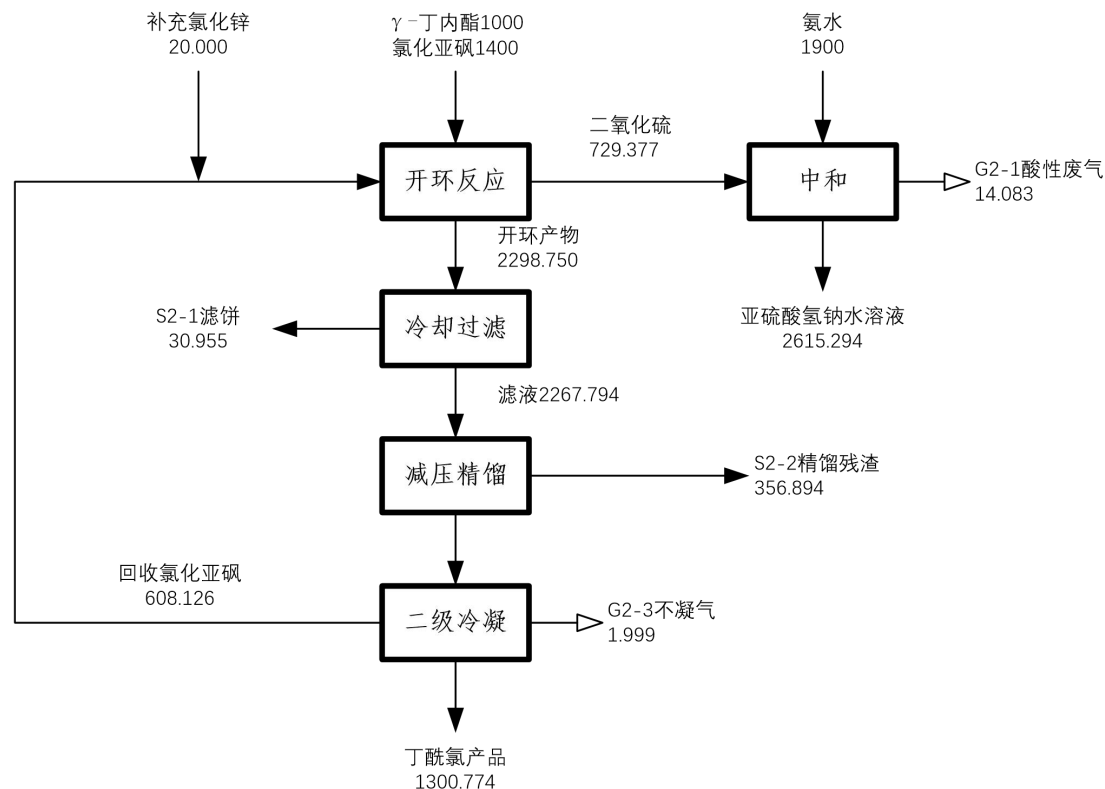 补充氯化锌
20.000
γ-丁内酯1000
氯化亚砜1400
氨水
1900
二氧化硫
729.377
开环反应
中和
G2-1酸性废气
14.083
开环产物
2298.750
S2-1滤饼
30.955
冷却过滤
亚硫酸氢钠水溶液
2615.294
滤液2267.794
减压精馏
S2-2精馏残渣
356.894
回收氯化亚砜
608.126
二级冷凝
G2-3不凝气
1.999
丁酰氯产品
1300.774